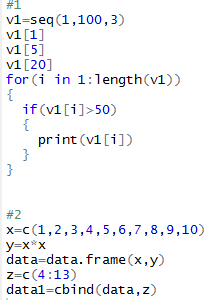 #1
v1=seq(1,100,3)
v1[1]
v1[5]
v1[20]
for(i in 1:length(v1))
{
  if(v1[i]>50)
  {
    print(v1[i])
  }
}

#2
x=c(1,2,3,4,5,6,7,8,9,10)
y=x*x
data=data.frame(x,y)
z=c(4:13)
data1=cbind(data,z)